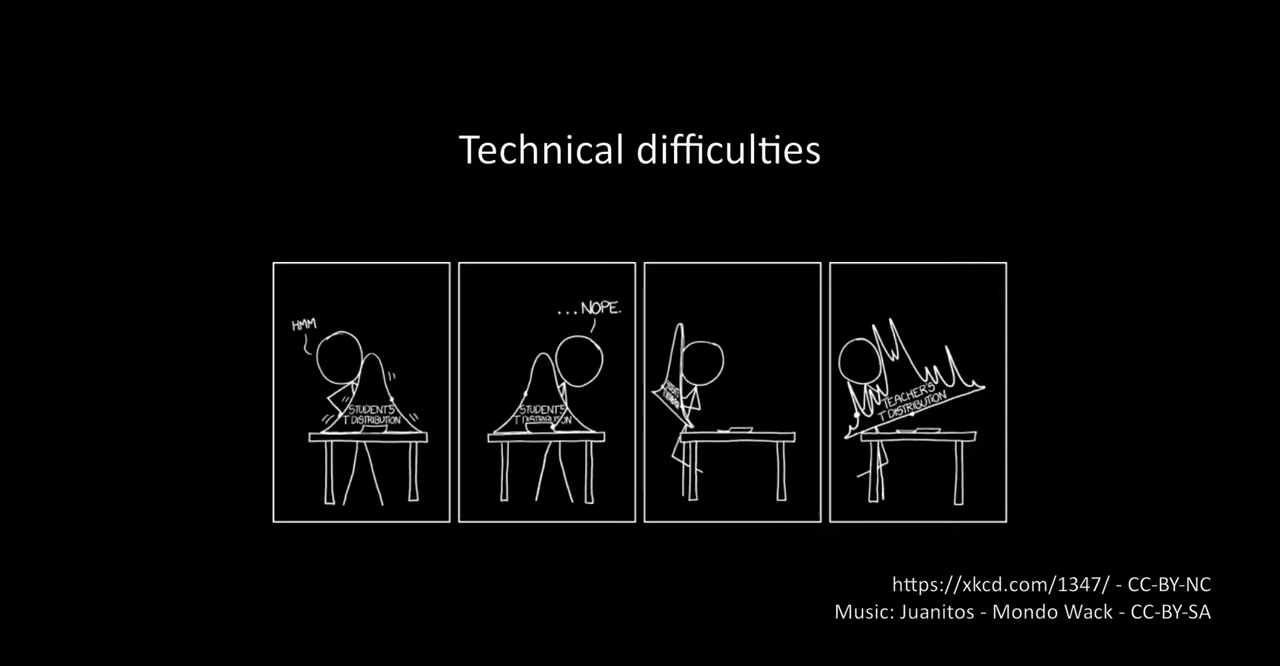 Technical difficulties
HMM
STUDENT'S
T DISTRIBUTION
...NOPE.
STUDENT'S
T DISTRIBUTION
TEACHER'S
T DISTRIBUTION
https://xkcd.com/1347/ - CC-BY-NC
Music: Juanitos - Mondo Wack - CC-BY-SA